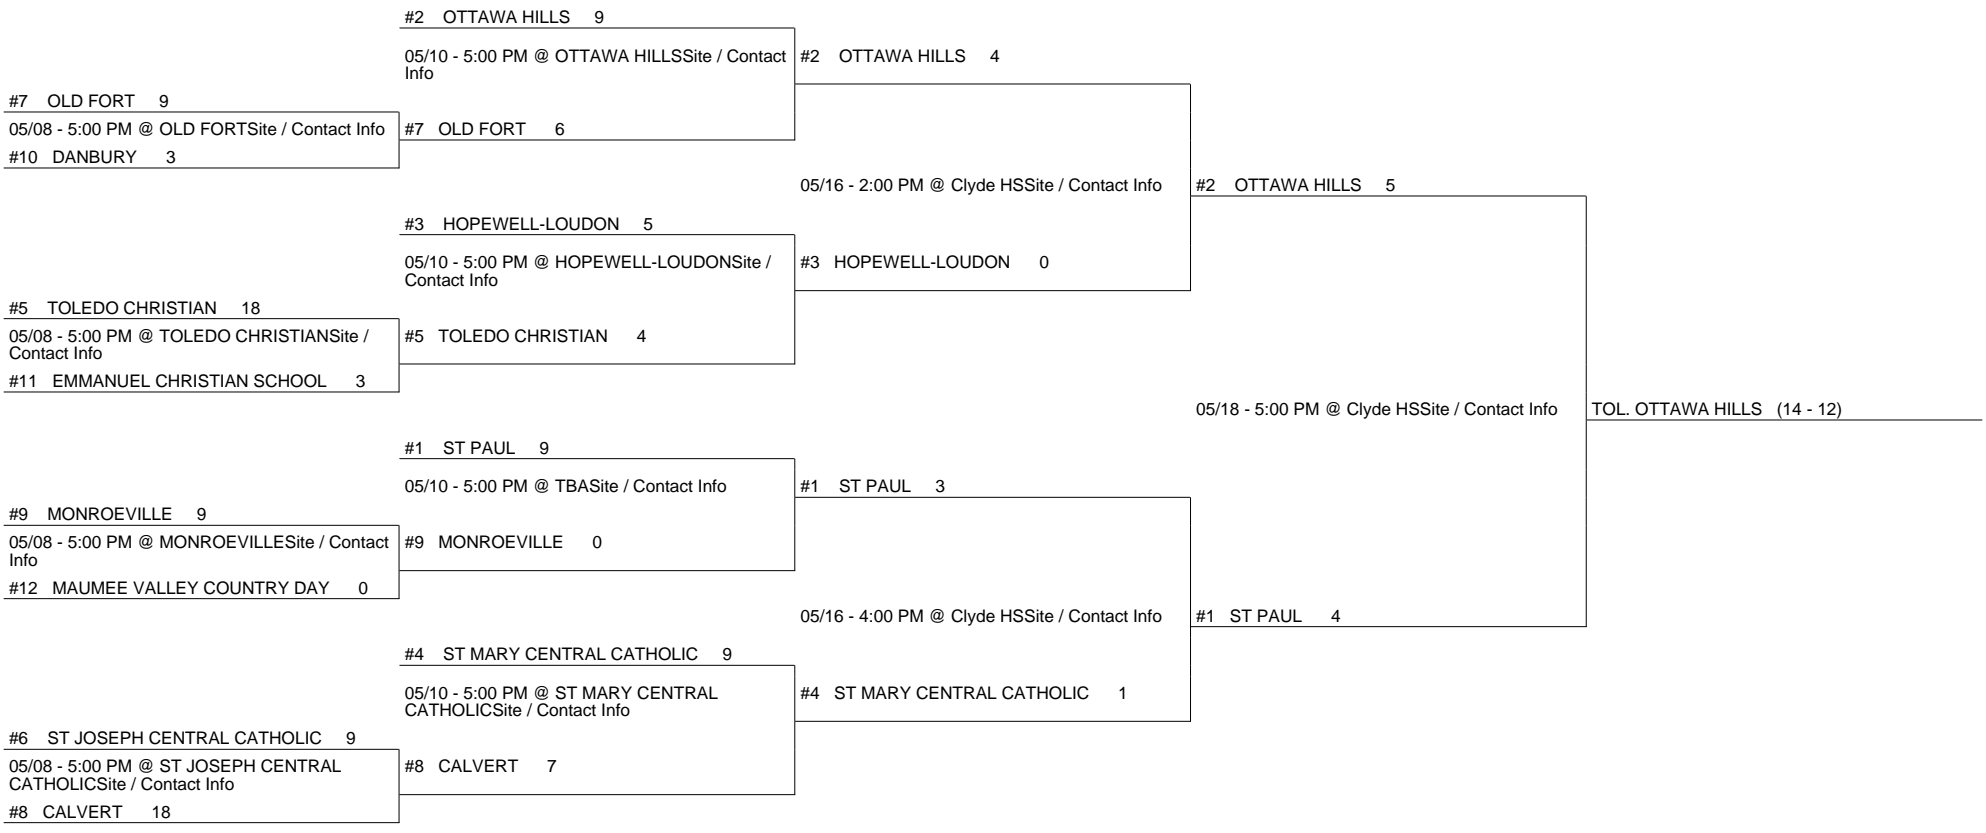 #2 OTTAWA HILLS 9
05/10 - 5:00 PM @ OTTAWA HILLSSite / Contact
Info
#2 OTTAWA HILLS 4
#7 OLD FORT 9
05/08 - 5:00 PM @ OLD FORTSite / Contact Info
#7 OLD FORT 6
#10 DANBURY 3
05/16 - 2:00 PM @ Clyde HSSite / Contact Info
#2 OTTAWA HILLS 5
#3 HOPEWELL-LOUDON 5
05/10 - 5:00 PM @ HOPEWELL-LOUDONSite /
Contact Info
#3 HOPEWELL-LOUDON 0
#5 TOLEDO CHRISTIAN 18
05/08 - 5:00 PM @ TOLEDO CHRISTIANSite /
Contact Info
#5 TOLEDO CHRISTIAN 4
#11 EMMANUEL CHRISTIAN SCHOOL 3
05/18 - 5:00 PM @ Clyde HSSite / Contact Info
TOL. OTTAWA HILLS (14 - 12)
#1 ST PAUL 9
05/10 - 5:00 PM @ TBASite / Contact Info
#1 ST PAUL 3
#9 MONROEVILLE 9
05/08 - 5:00 PM @ MONROEVILLESite / Contact
Info
#9 MONROEVILLE 0
#12 MAUMEE VALLEY COUNTRY DAY 0
05/16 - 4:00 PM @ Clyde HSSite / Contact Info
#1 ST PAUL 4
#4 ST MARY CENTRAL CATHOLIC 9
05/10 - 5:00 PM @ ST MARY CENTRAL
CATHOLICSite / Contact Info
#4 ST MARY CENTRAL CATHOLIC 1
#6 ST JOSEPH CENTRAL CATHOLIC 9
05/08 - 5:00 PM @ ST JOSEPH CENTRAL
CATHOLICSite / Contact Info
#8 CALVERT 7
#8 CALVERT 18